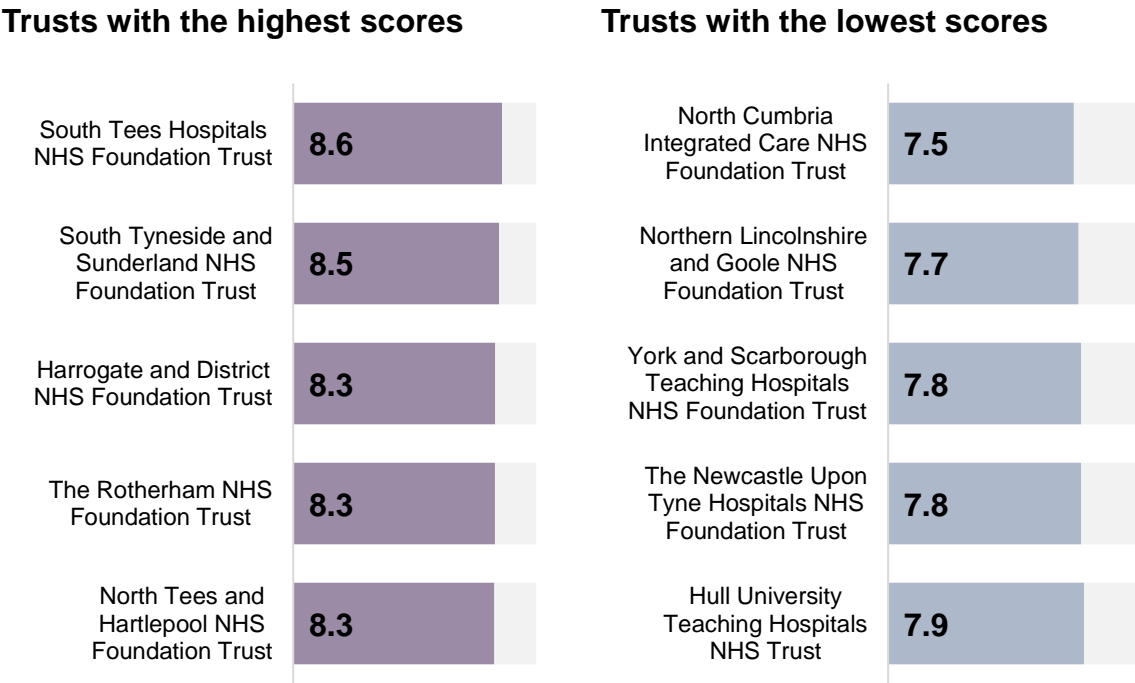 Trusts with the highest scores
South Tees Hospitals
NHS Foundation Trust
8.6
South Tyneside and
Sunderland NHS
Foundation Trust
8.5
Harrogate and District
NHS Foundation Trust
8.3
The Rotherham NHS
Foundation Trust
8.3
North Tees and
Hartlepool NHS
Foundation Trust
8.3
Trusts with the lowest scores
North Cumbria
Integrated Care NHS
Foundation Trust
7.5
Northern Lincolnshire
and Goole NHS
Foundation Trust
7.7
York and Scarborough
Teaching Hospitals
NHS Foundation Trust
7.8
The Newcastle Upon
Tyne Hospitals NHS
Foundation Trust
7.8
Hull University
Teaching Hospitals
NHS Trust
7.9